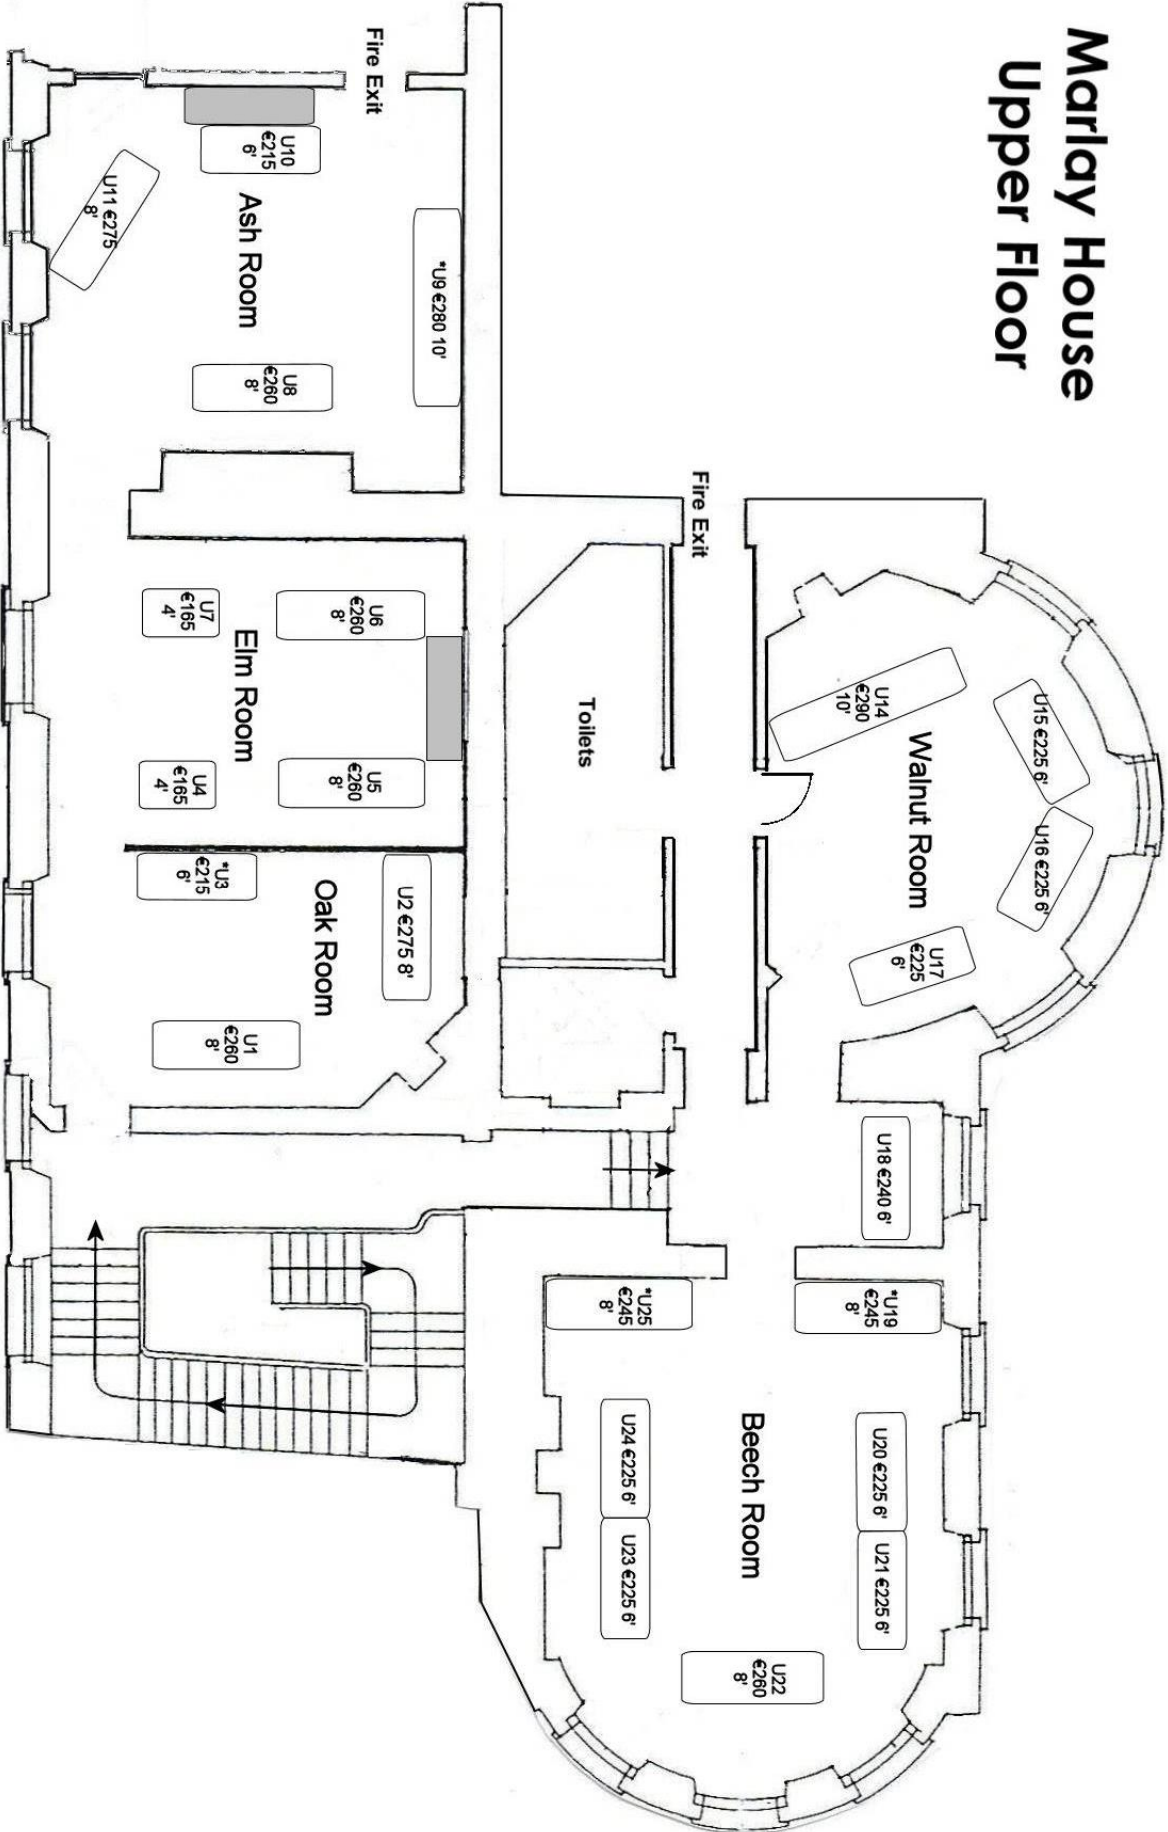 Marlay House
Upper Floor
Fire Exit
U10
€215
6'
U11 €275
8'
Ash Room
*U9 €280 10'
U8
€260
8'
Fire Exit
U7
€165
4'
U6
€260
8'
Elm Room
U4
€165
4'
U5
€260
8'
Toilets
U14
€290
10'
U15 €225 6'
Walnut Room
U16 €225 6'
U17
€225
6'
*U3
€215
6'
Oak Room
U2 €275 8'
U1
€260
8'
U18 €240 6'
*U25
€245
8'
*U19
€245
8'
Beech Room
U24 €225 6'
U20 €225 6'
U23 €225 6'
U21 €225 6'
U22
€260
8'